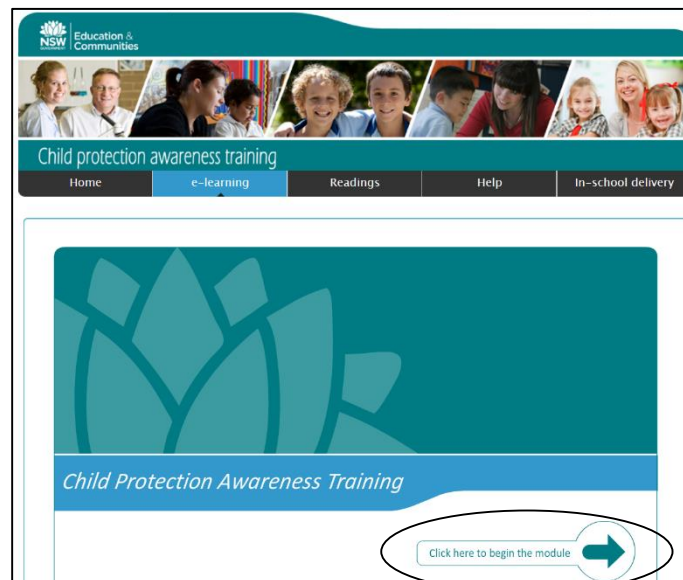 NSW
GOVERNMENT
Education &
Communities
Child protection awareness training
Home e-learning Readings Help In-school delivery
Child Protection Awareness Training
Click here to begin the module